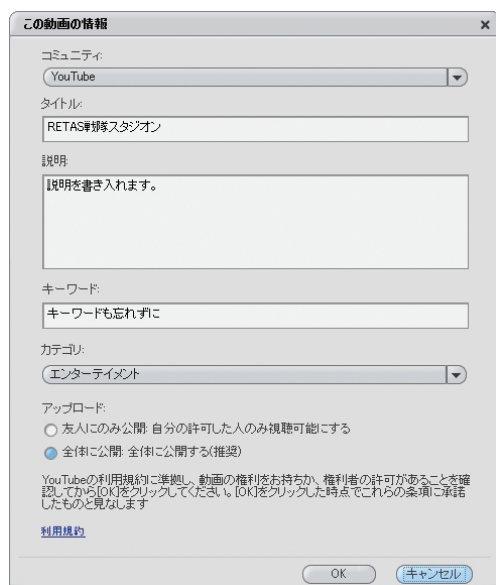 この動画の情報
コミュニティ:
YouTube
タイトル:
RETAS戦隊スタジオン
説明:
説明を書き入れます。
キーワード:
キーワードも忘れずに
カテゴリ:
エンターテイメント
アップロード:
友人にのみ公開: 自分の許可した人のみ視聴可能にする
全体に公開: 全体に公開する(推奨)
YouTubeの利用規約に準拠し、動画の権利をお持ちか、権利者の許可があることを確
認してから[OK]をクリックしてください。[OK]をクリックした時点でこれらの条項に承諾
したものと見なします
利用規約
OK
キャンセル